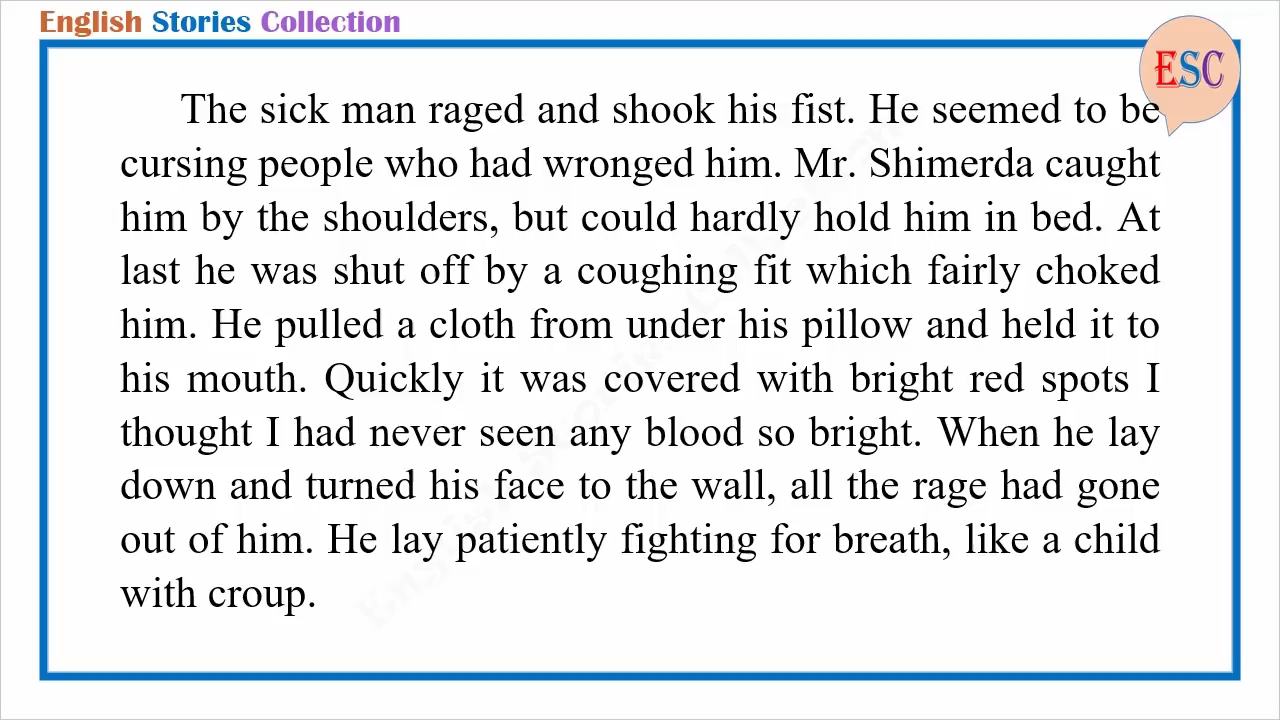 English Stories Collection
ESC
The sick man raged and shook his fist. He seemed to be
cursing people who had wronged him. Mr. Shimerda caught
him by the shoulders, but could hardly hold him in bed. At
last he was shut off by a coughing fit which fairly choked
him. He pulled a cloth from under his pillow and held it to
his mouth. Quickly it was covered with bright red spots I
thought I had never seen any blood so bright. When he lay
down and turned his face to the wall, all the rage had gone
out of him. He lay patiently fighting for breath, like a child
with croup.